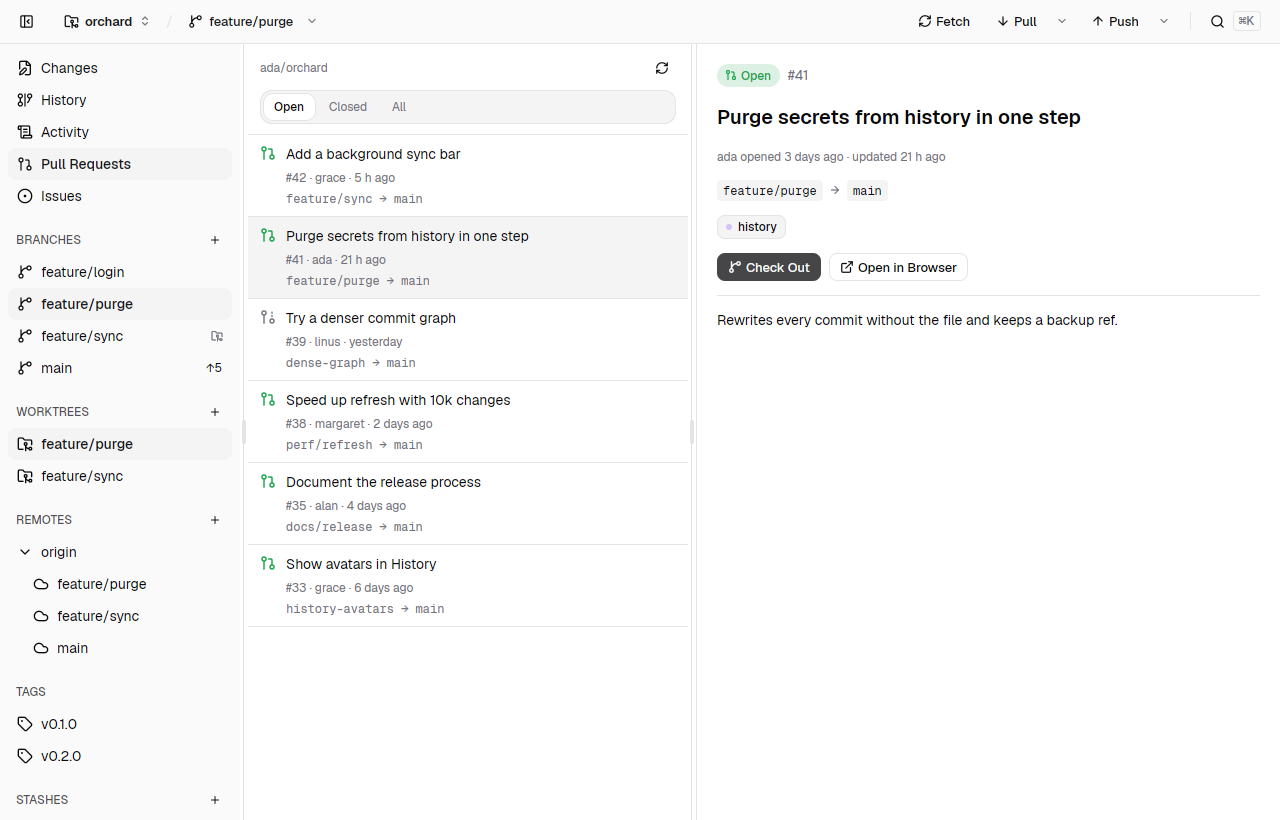 orchard / feature/purge Fetch Pull Push ⌘K
Changes
History
Activity
Pull Requests
Issues
BRANCHES
feature/login
feature/purge
feature/sync
main ↑5
WORKTREES
feature/purge
feature/sync
REMOTES
origin
feature/purge
feature/sync
main
TAGS
v0.1.0
v0.2.0
STASHES
ada/orchard
Open Closed All
Add a background sync bar
#42 · grace · 5 h ago
feature/sync → main
Purge secrets from history in one step
#41 · ada · 21 h ago
feature/purge → main
Try a denser commit graph
#39 · linus · yesterday
dense-graph → main
Speed up refresh with 10k changes
#38 · margaret · 2 days ago
perf/refresh → main
Document the release process
#35 · alan · 4 days ago
docs/release → main
Show avatars in History
#33 · grace · 6 days ago
history-avatars → main
Open #41
Purge secrets from history in one step
ada opened 3 days ago · updated 21 h ago
feature/purge → main
history
Check Out Open in Browser
Rewrites every commit without the file and keeps a backup ref.